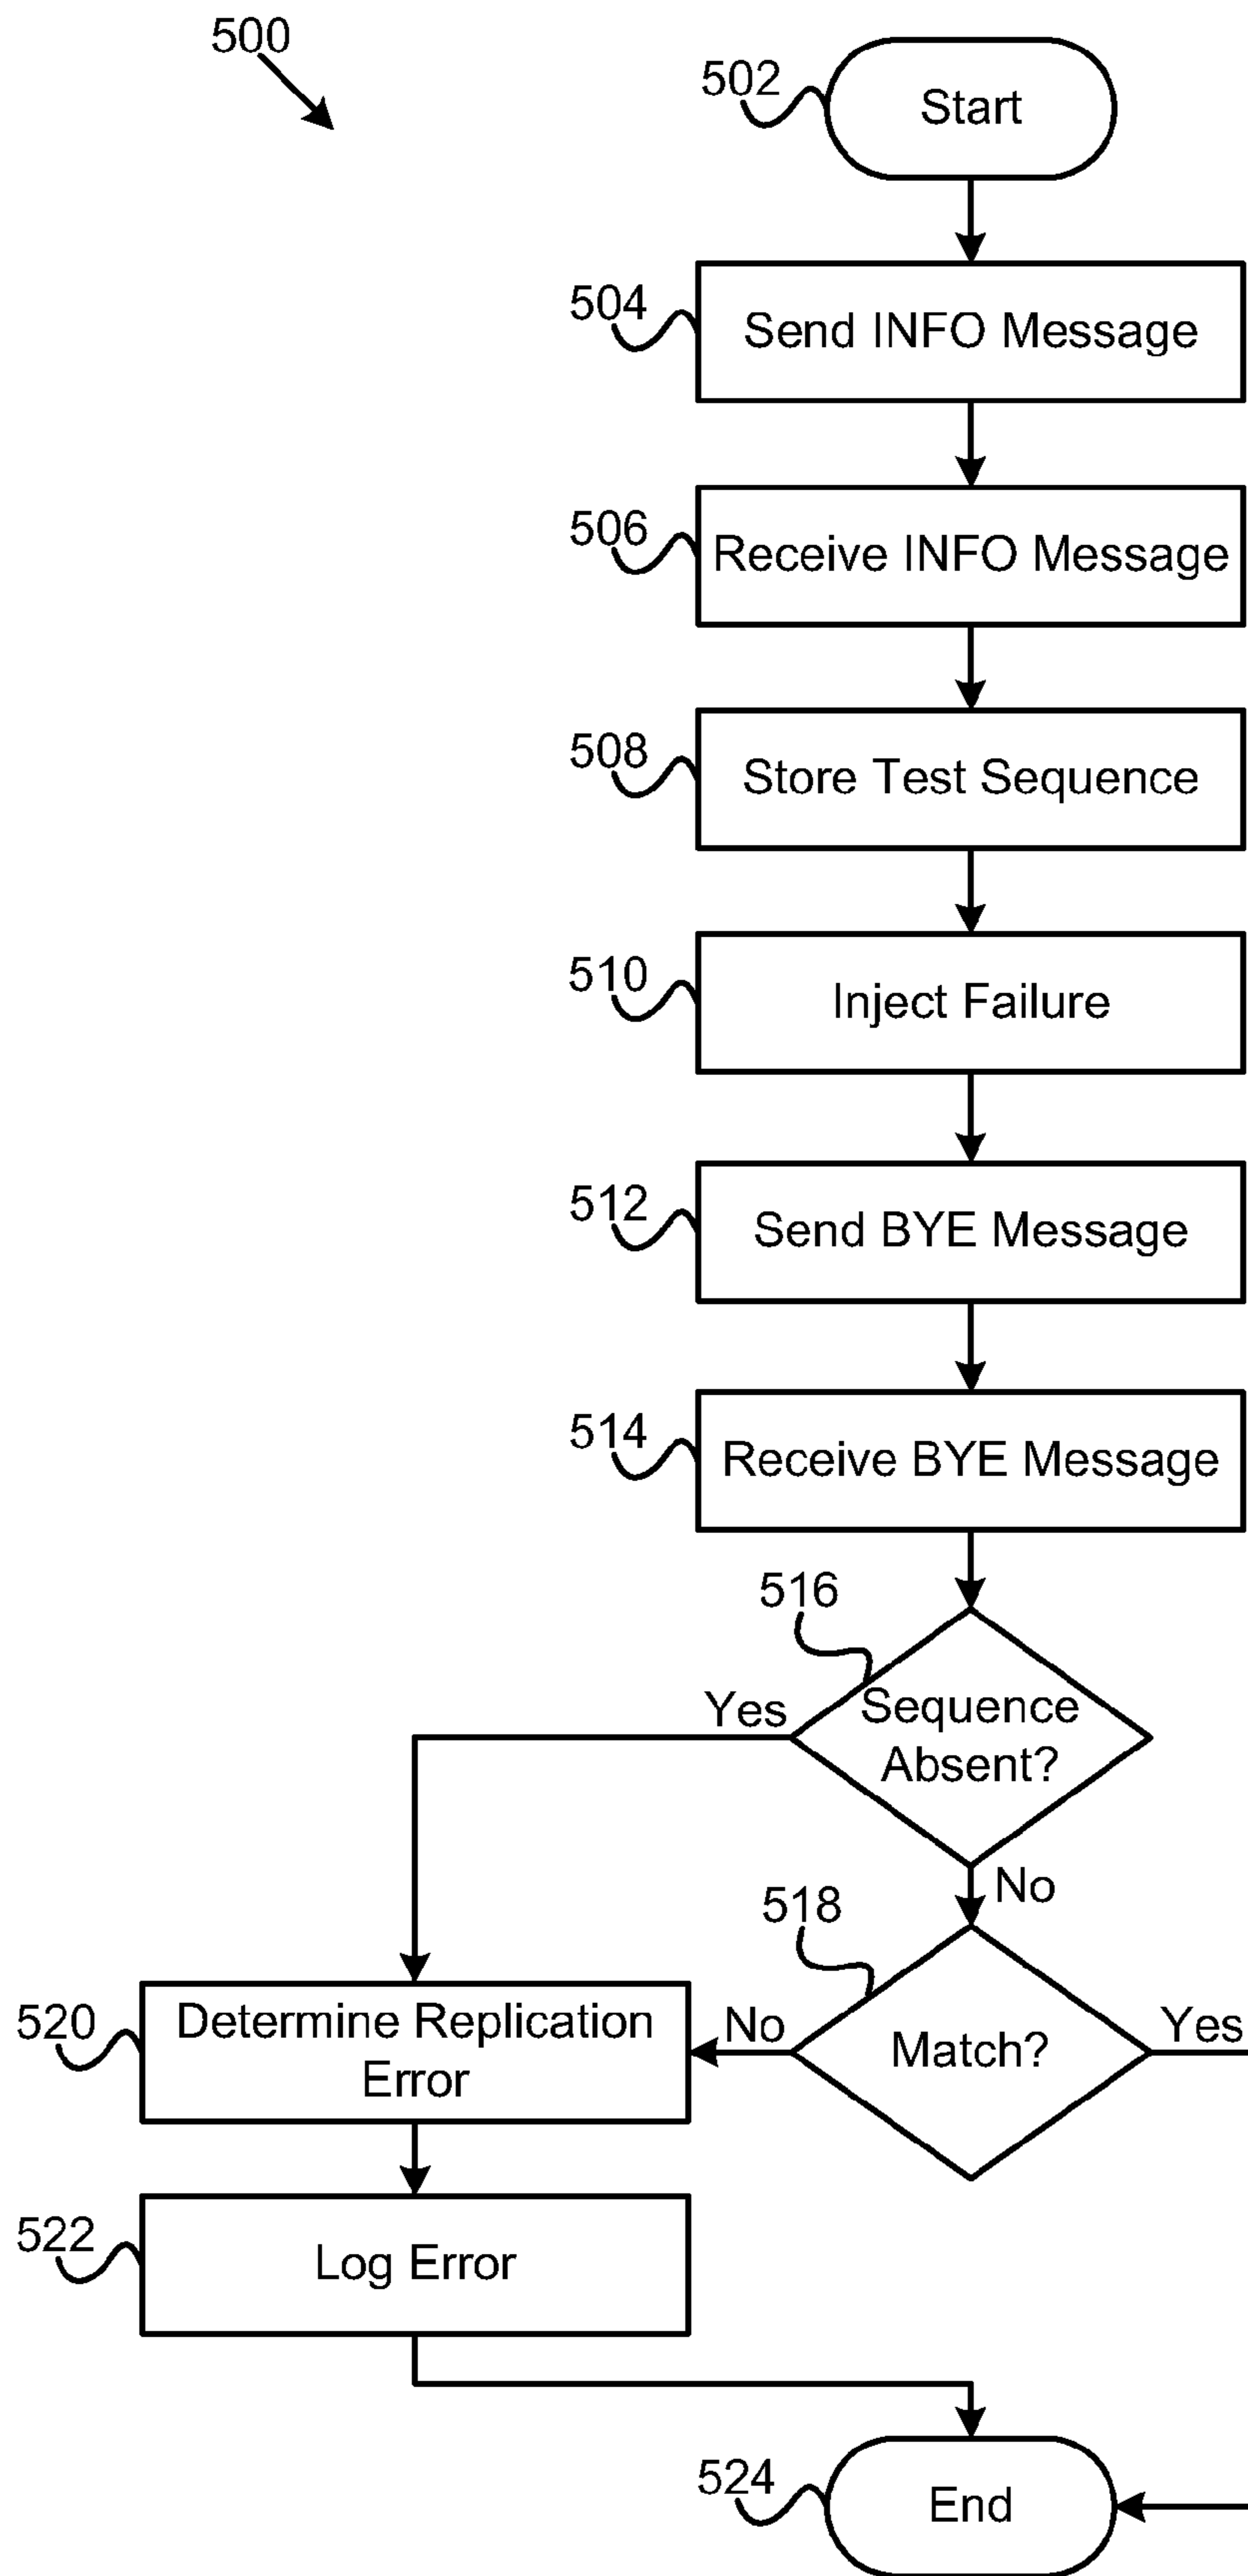 500
502
Start
504
Send INFO Message
506
Receive INFO Message
508
Store Test Sequence
510
Inject Failure
512
Send BYE Message
514
Receive BYE Message
516
Yes
Sequence
Absent?
No
518
520
Determine Replication
Error
No
Match?
Yes
522
Log Error
524
End